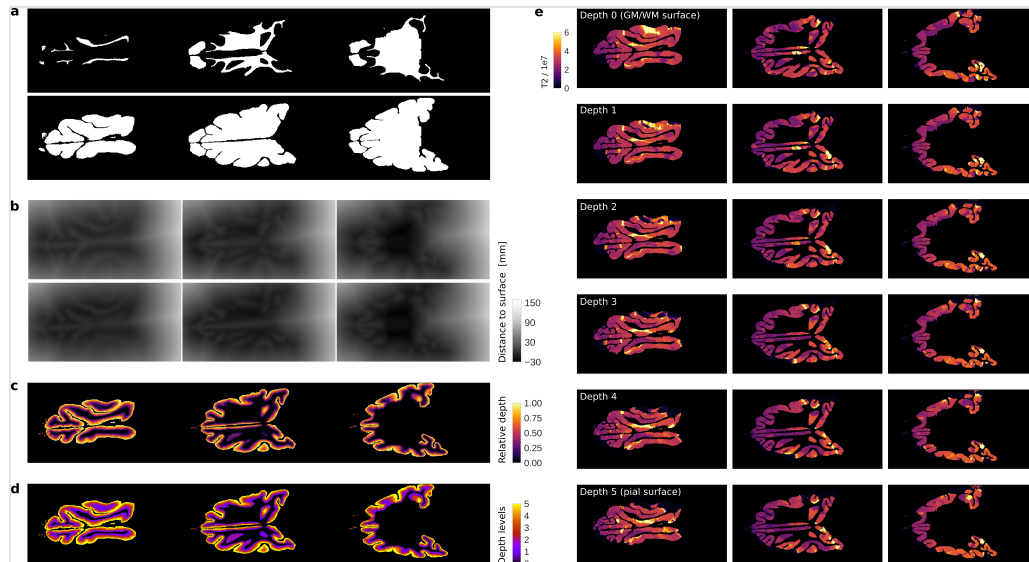 a
b
Distance to surface [mm]
150
90
30
−30
c
Relative depth
1.00
0.75
0.50
0.25
0.00
d
Depth levels
5
4
3
2
1
e
T2 / 1e7
6
4
2
0
Depth 0 (GM/WM surface)
Depth 1
Depth 2
Depth 3
Depth 4
Depth 5 (pial surface)